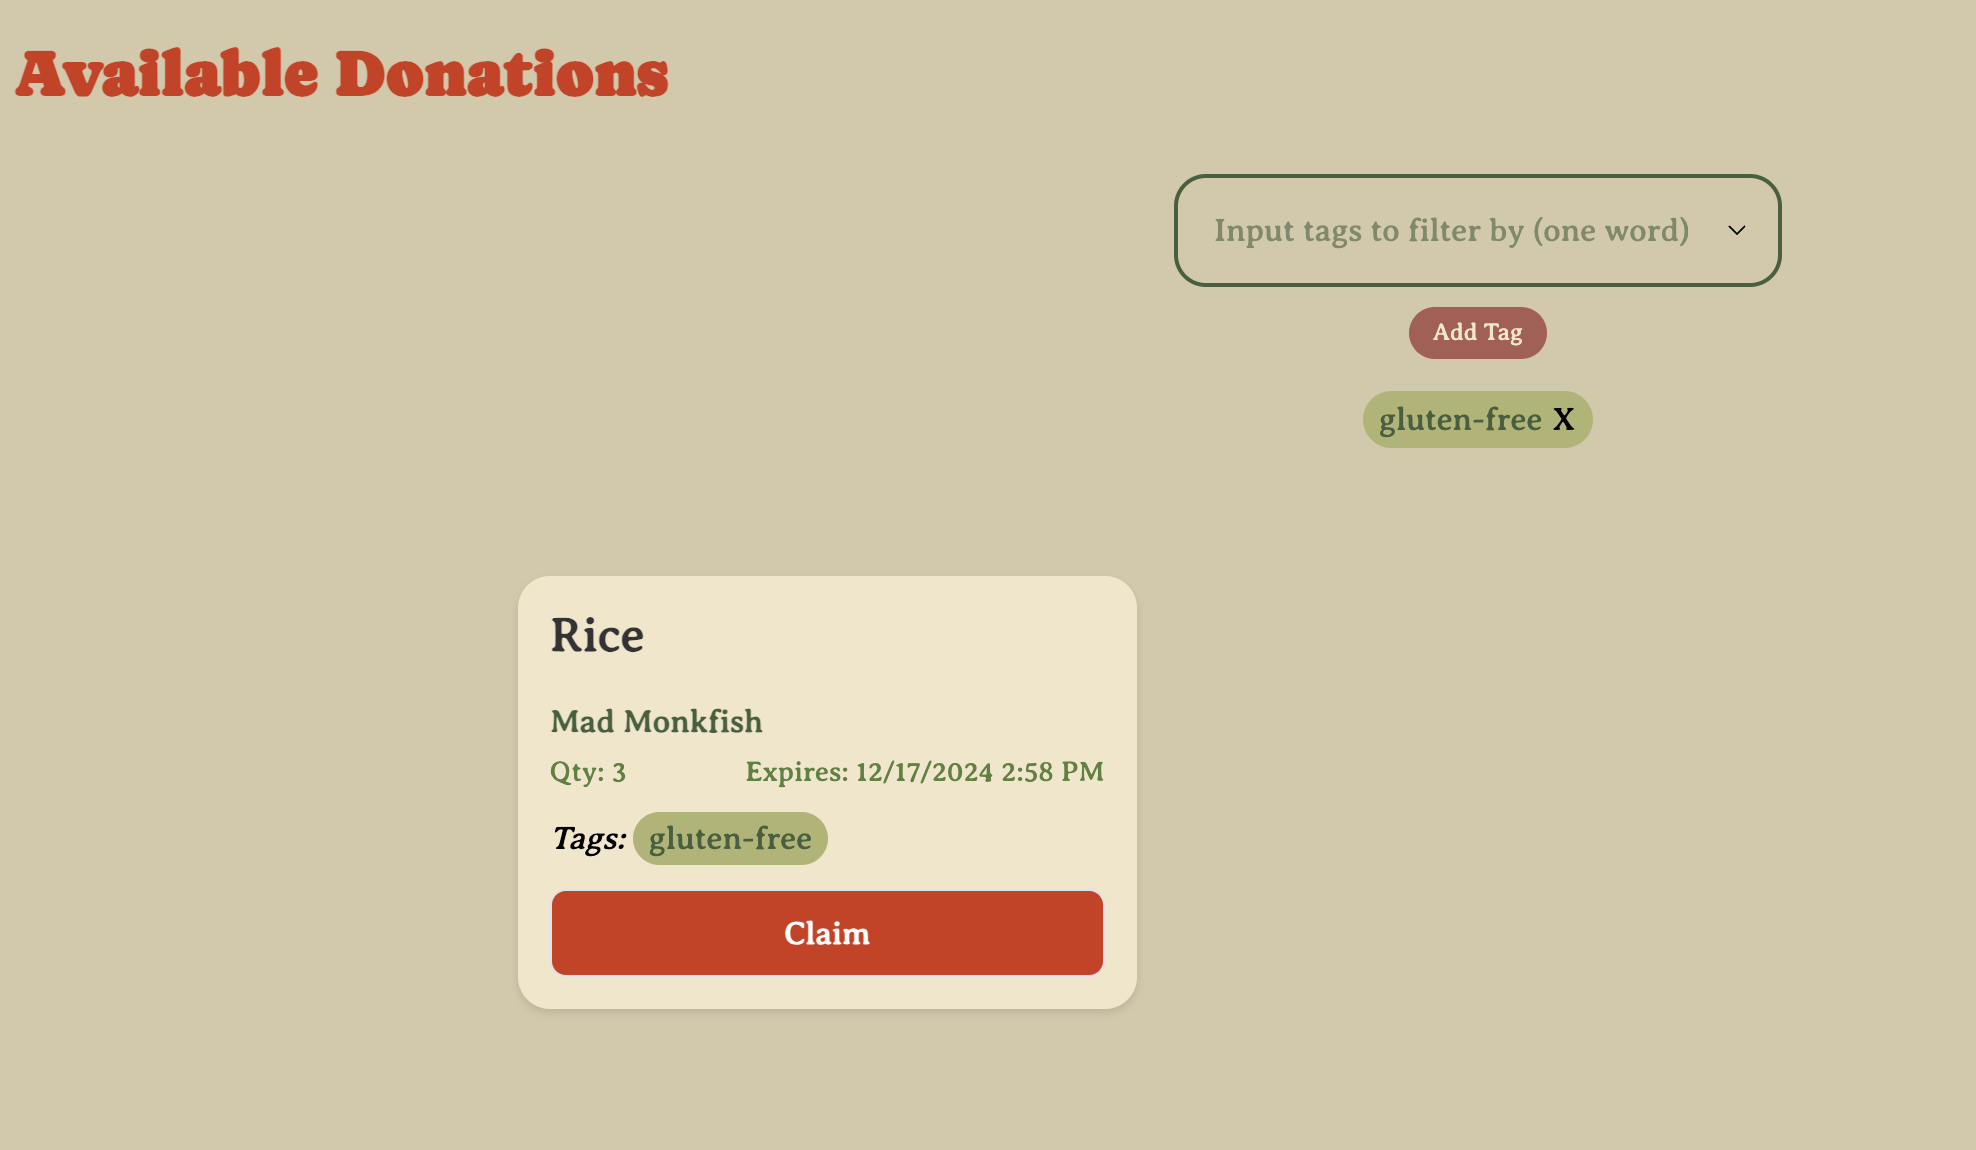 Available Donations
Input tags to filter by (one word)
Add Tag
gluten-free X
Rice
Mad Monkfish
Qty: 3 Expires: 12/17/2024 2:58 PM
Tags: gluten-free
Claim